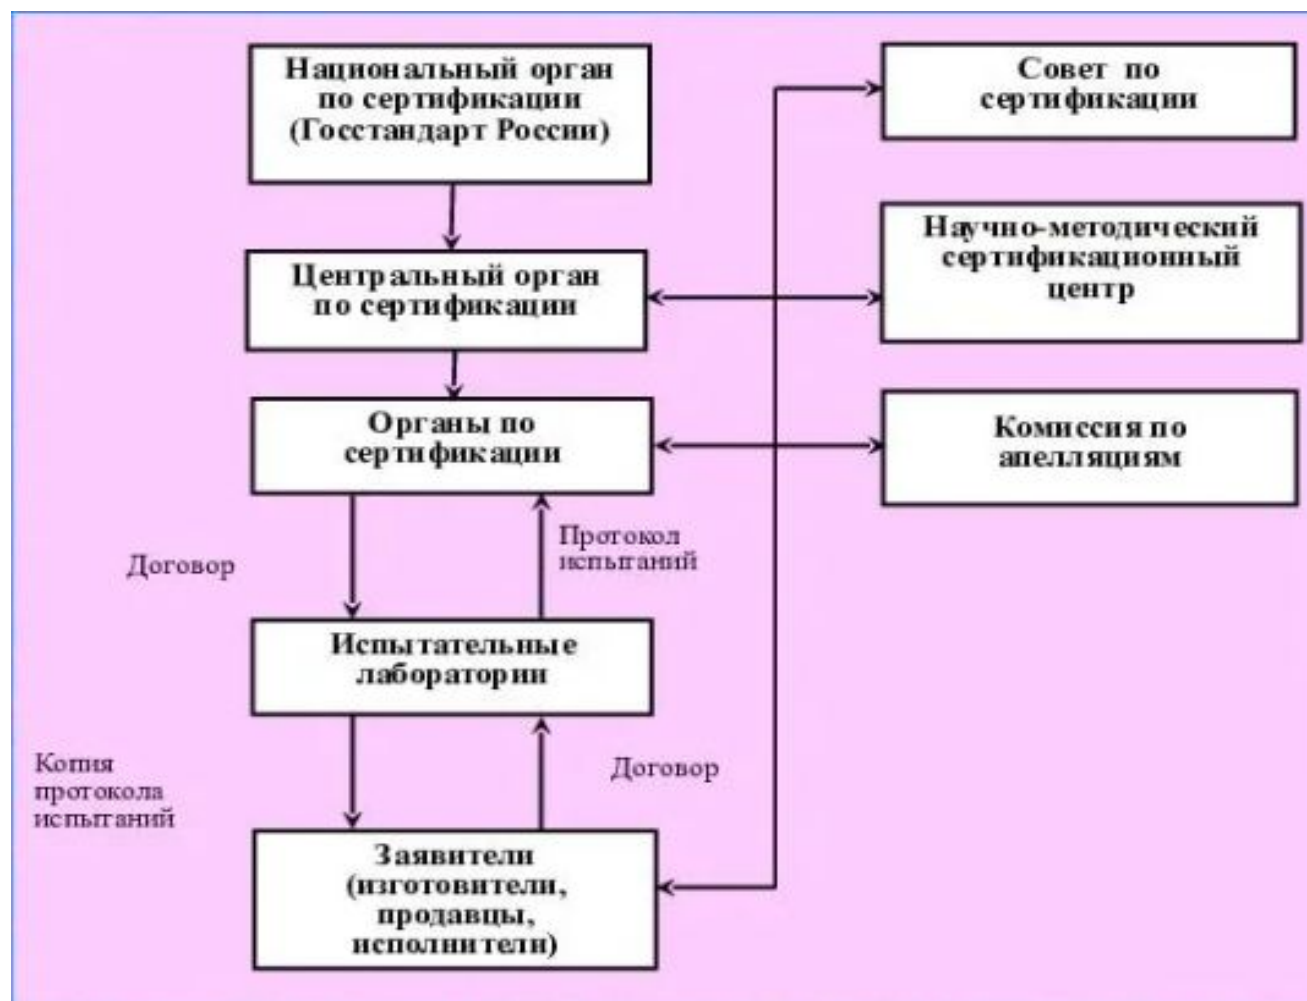 Национальный орган
по сертификации
(Госстандарт России)
Совет по
сертификации
Научно-методический
сертификационный
центр
Центральный орган
по сертификации
Органы по
сертификации
Комиссия по
апелляциям
Договор
Протокол
испытаний
Испытательные
лаборатории
Копия
протокола
испытаний
Договор
Заявители
(изготовители,
продавцы,
исполнители)